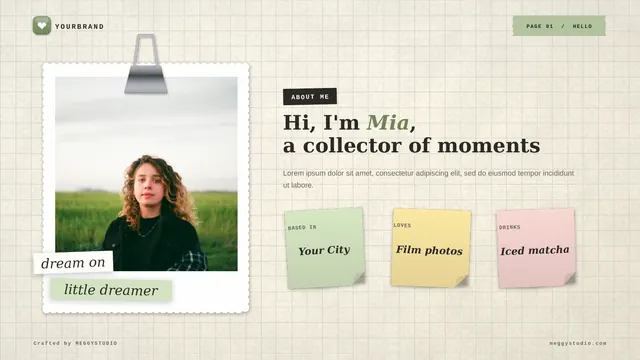 YOURBRAND
PAGE 01 / HELLO
ABOUT ME
Hi, I'm Mia,
a collector of moments
Lorem ipsum dolor sit amet, consectetur adipiscing elit, sed do eiusmod tempor incididunt
ut labore.
BASED IN
Your City
LOVES
Film photos
DRINKS
Iced matcha
dream on
little dreamer
Crafted by MEGGYSTUDIO
meggystudio.com